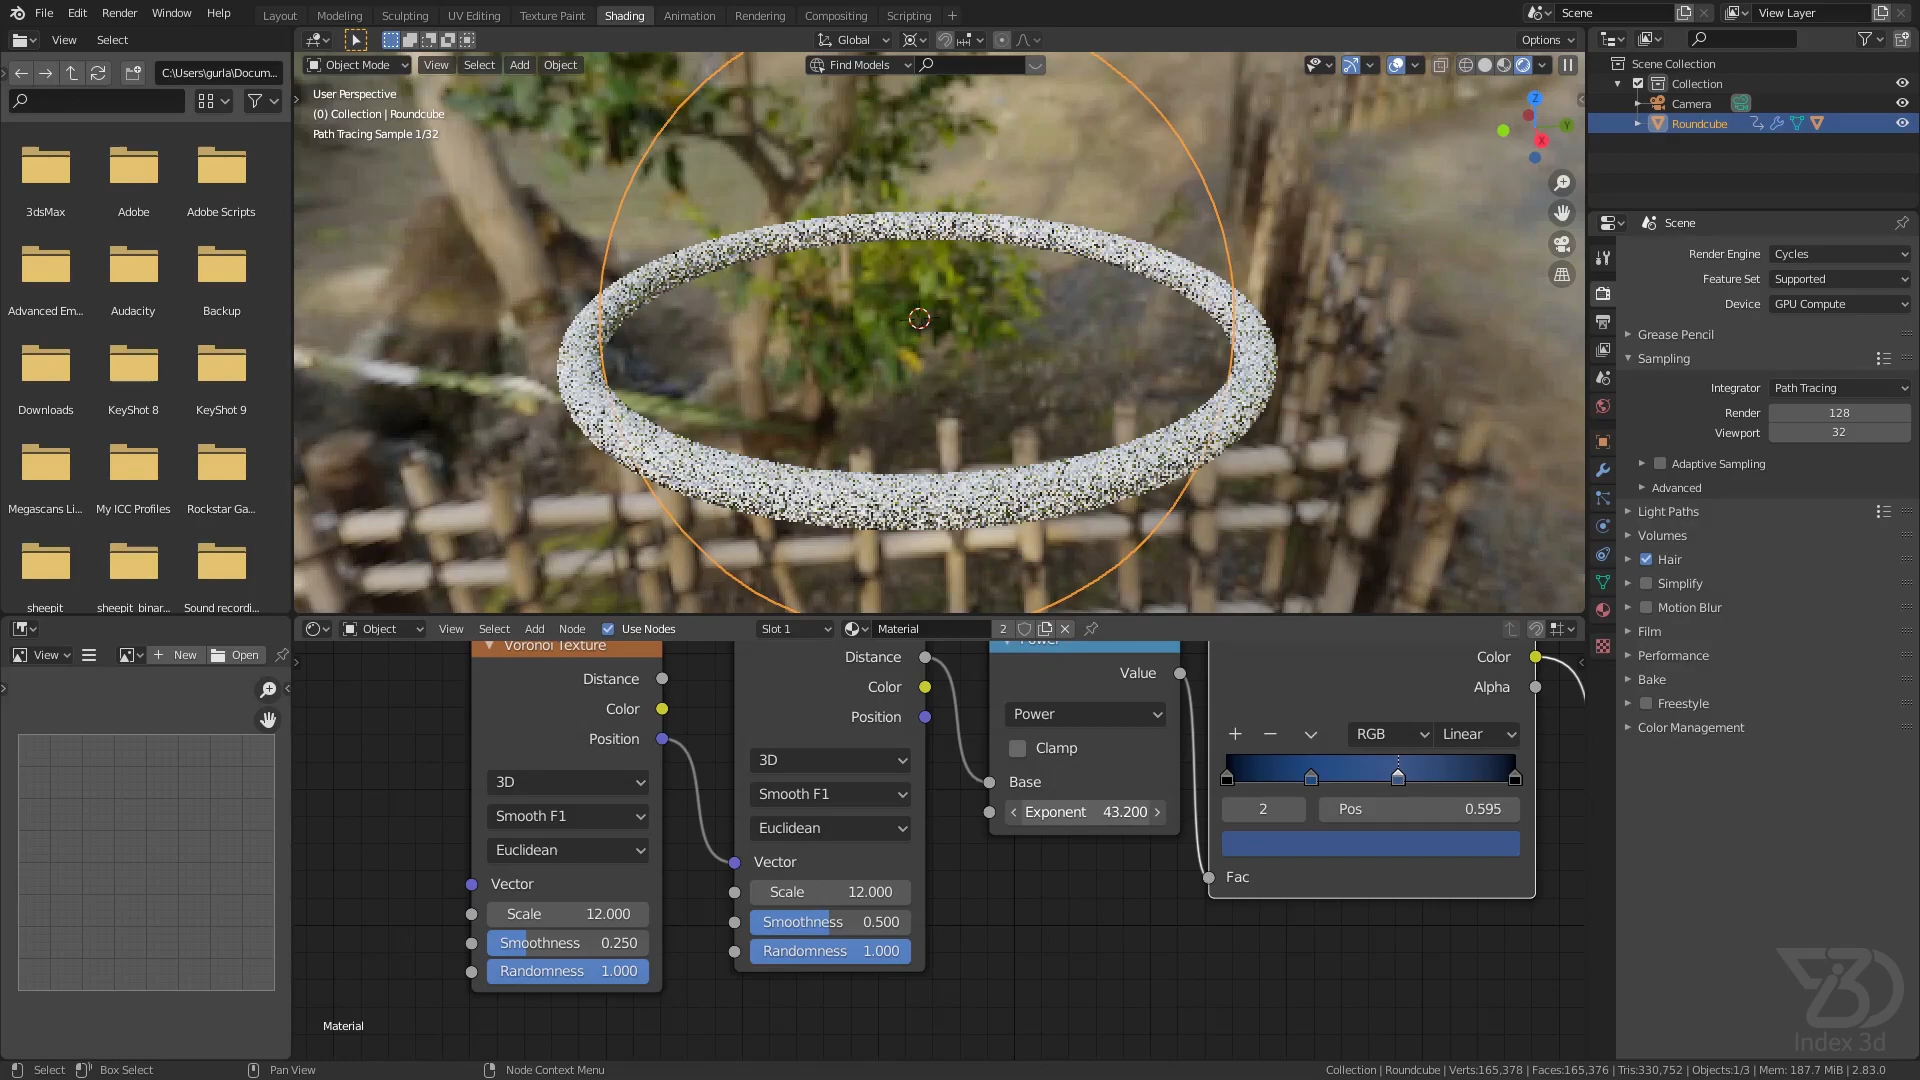 File Edit Render Window Help
Layout Modeling Sculpting UV Editing Texture Paint Shading Animation Rendering Compositing Scripting +
Scene
View Layer
View Select
Global
Options
C:\Users\gurla\Docum...
Object Mode View Select Add Object
Find Models
User Perspective
(0) Collection | Roundcube
Path Tracing Sample 1/32
Z
Y
X
3dsMax Adobe Adobe Scripts
Advanced Em... Audacity Backup
Downloads KeyShot 8 KeyShot 9
Megascans Li... My ICC Profiles Rockstar Ga...
sheepit sheepit_binar... Sound recordi...
Scene Collection
Collection
Camera
Roundcube
Scene
Render Engine Cycles
Feature Set Supported
Device GPU Compute
Grease Pencil
Sampling
Integrator Path Tracing
Render 128
Viewport 32
Adaptive Sampling
Advanced
Light Paths
Volumes
Hair
Simplify
Motion Blur
Film
Performance
Bake
Freestyle
Color Management
View + New Open
Object View Select Add Node Use Nodes Slot 1 Material 2
Voronoi Texture
Distance
Color
Position
3D
Smooth F1
Euclidean
Vector
Scale 12.000
Smoothness 0.250
Randomness 1.000
Distance
Color
Position
3D
Smooth F1
Euclidean
Vector
Scale 12.000
Smoothness 0.500
Randomness 1.000
Power
Value
Power
Clamp
Base
Exponent 43.200
Color
Alpha
+ − RGB Linear
2 Pos 0.595
Fac
Material
Index 3d
Select Box Select Pan View Node Context Menu
Collection | Roundcube | Verts:165,378 | Faces:165,376 | Tris:330,752 | Objects:1/3 | Mem: 187.7 MiB | 2.83.0